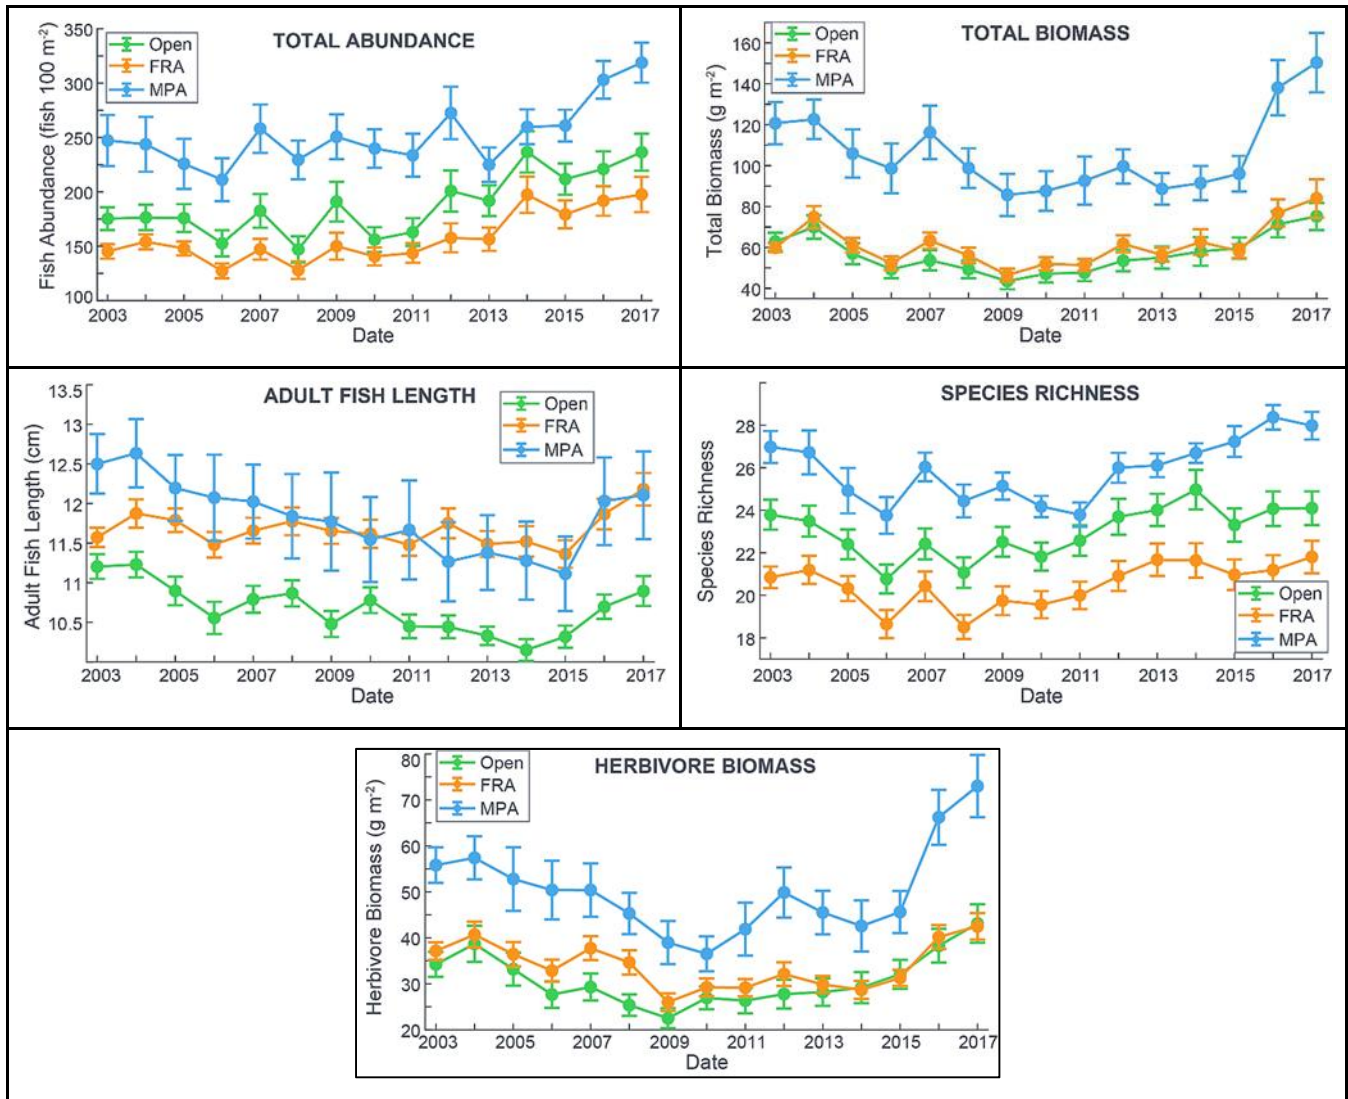 TOTAL ABUNDANCE
Open
FRA
MPA
Fish Abundance (fish 100 m⁻²)
350
300
250
200
150
100
2003 2005 2007 2009 2011 2013 2015 2017
Date
TOTAL BIOMASS
Open
FRA
MPA
Total Biomass (g m⁻²)
160
140
120
100
80
60
40
2003 2005 2007 2009 2011 2013 2015 2017
Date
ADULT FISH LENGTH
Open
FRA
MPA
Adult Fish Length (cm)
13.5
13
12.5
12
11.5
11
10.5
2003 2005 2007 2009 2011 2013 2015 2017
Date
SPECIES RICHNESS
Species Richness
28
26
24
22
20
18
Open
FRA
MPA
2003 2005 2007 2009 2011 2013 2015 2017
Date
HERBIVORE BIOMASS
Open
FRA
MPA
Herbivore Biomass (g m⁻²)
80
70
60
50
40
30
20
2003 2005 2007 2009 2011 2013 2015 2017
Date